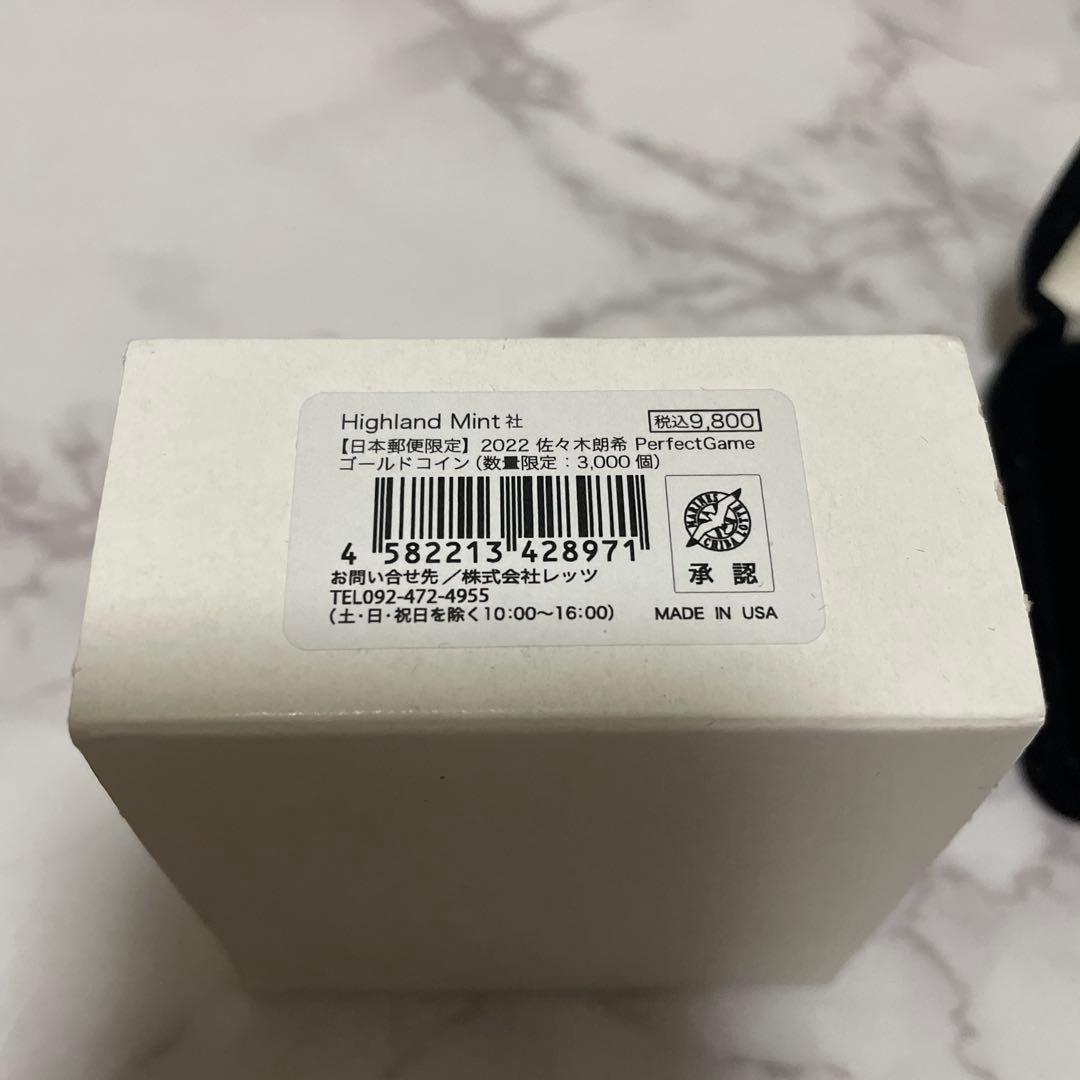 Highland Mint社 税込9,800
【日本郵便限定】2022 佐々木朗希 PerfectGame
ゴールドコイン(数量限定:3,000個)
4 582213 428971
MARINES
CHIBA LOTTE
承認
お問い合せ先/株式会社レッツ
TEL092-472-4955
(土・日・祝日を除く10:00～16:00)
MADE IN USA